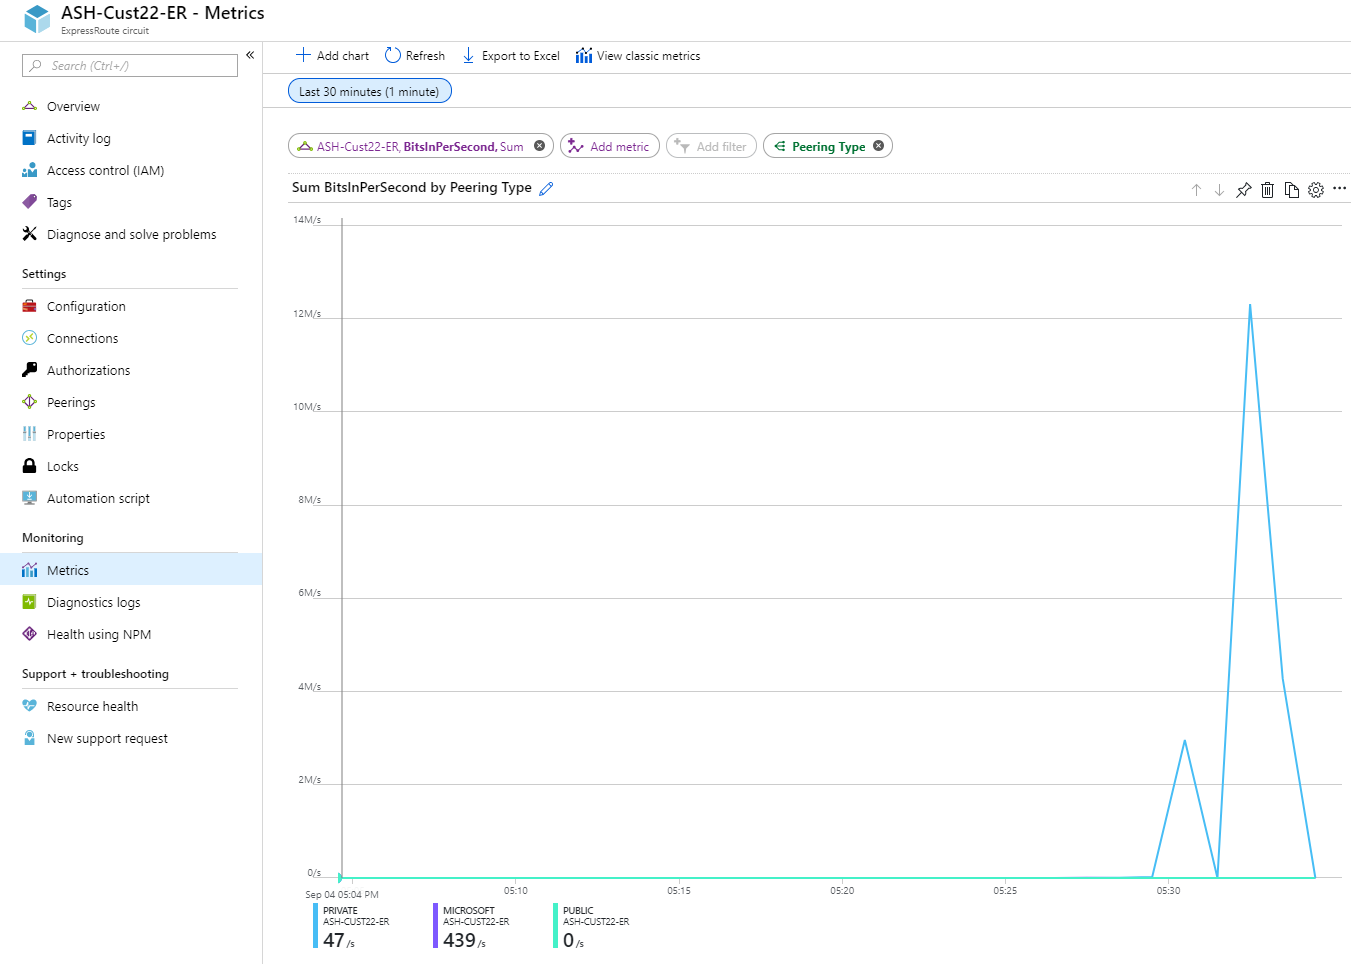 ASH-Cust22-ER - Metrics
ExpressRoute circuit
Search (Ctrl+/)
«
Overview
Activity log
Access control (IAM)
Tags
Diagnose and solve problems
Settings
Configuration
Connections
Authorizations
Peerings
Properties
Locks
Automation script
Monitoring
Metrics
Diagnostics logs
Health using NPM
Support + troubleshooting
Resource health
New support request
Add chart Refresh Export to Excel View classic metrics
Last 30 minutes (1 minute)
ASH-Cust22-ER, BitsInPerSecond, Sum Add metric Add filter Peering Type
Sum BitsInPerSecond by Peering Type
14M/s
12M/s
10M/s
8M/s
6M/s
4M/s
2M/s
0/s
Sep 04 05:04 PM 05:10 05:15 05:20 05:25 05:30
PRIVATE
ASH-CUST22-ER
47 /s
MICROSOFT
ASH-CUST22-ER
439 /s
PUBLIC
ASH-CUST22-ER
0 /s